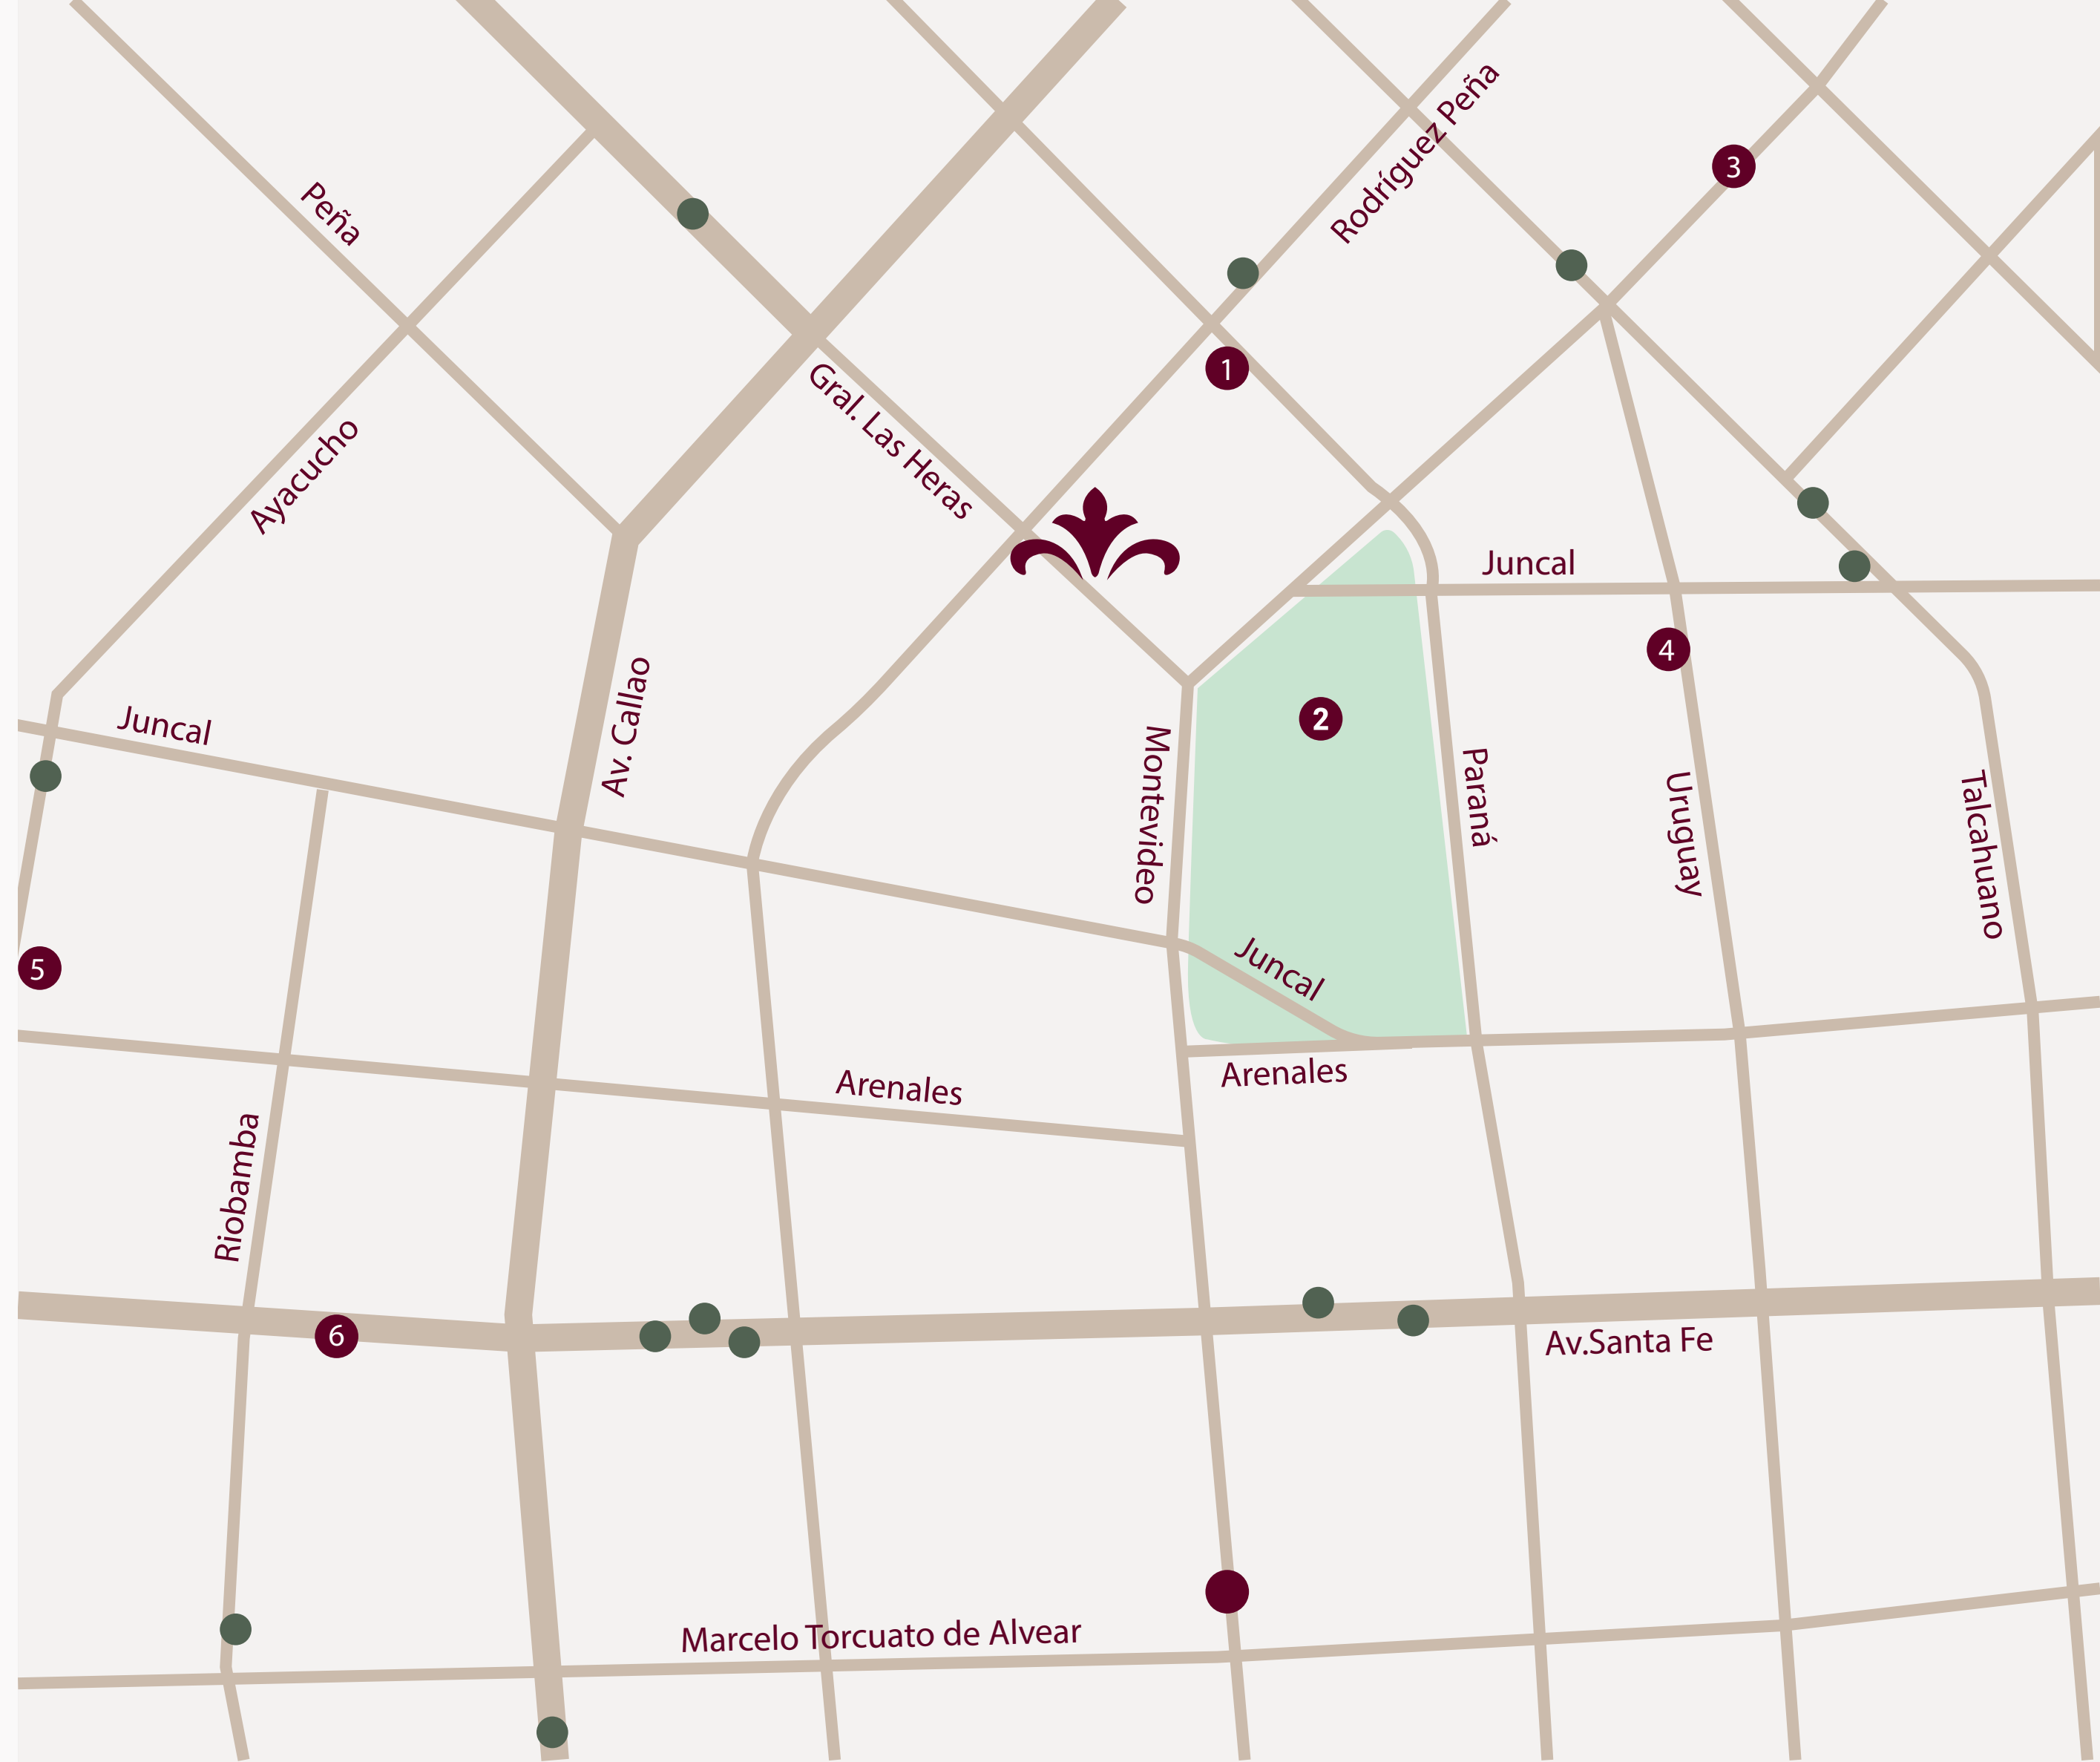 Rodríguez Peña
3
Peña
1
Gral. Las Heras
Ayacucho
Juncal
4
Juncal
2
Av. Callao
Montevideo
Paraná
Uruguay
Talcahuano
5
Juncal
Arenales
Arenales
Riobamba
6
Av.Santa Fe
Marcelo Torcuato de Alvear